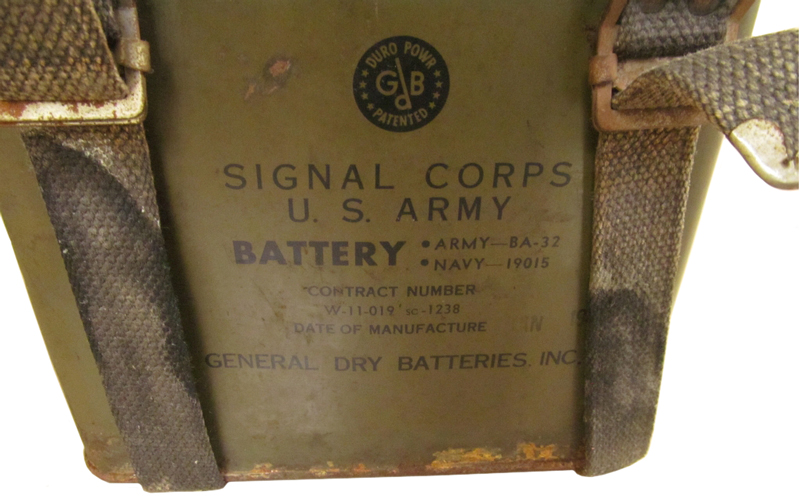 DURO POWR
GdB
PATENTED
SIGNAL CORPS
U. S. ARMY
BATTERY • ARMY—BA-32
• NAVY—19015
CONTRACT NUMBER
W-11-019 'SC-1238
DATE OF MANUFACTURE
GENERAL DRY BATTERIES, INC.